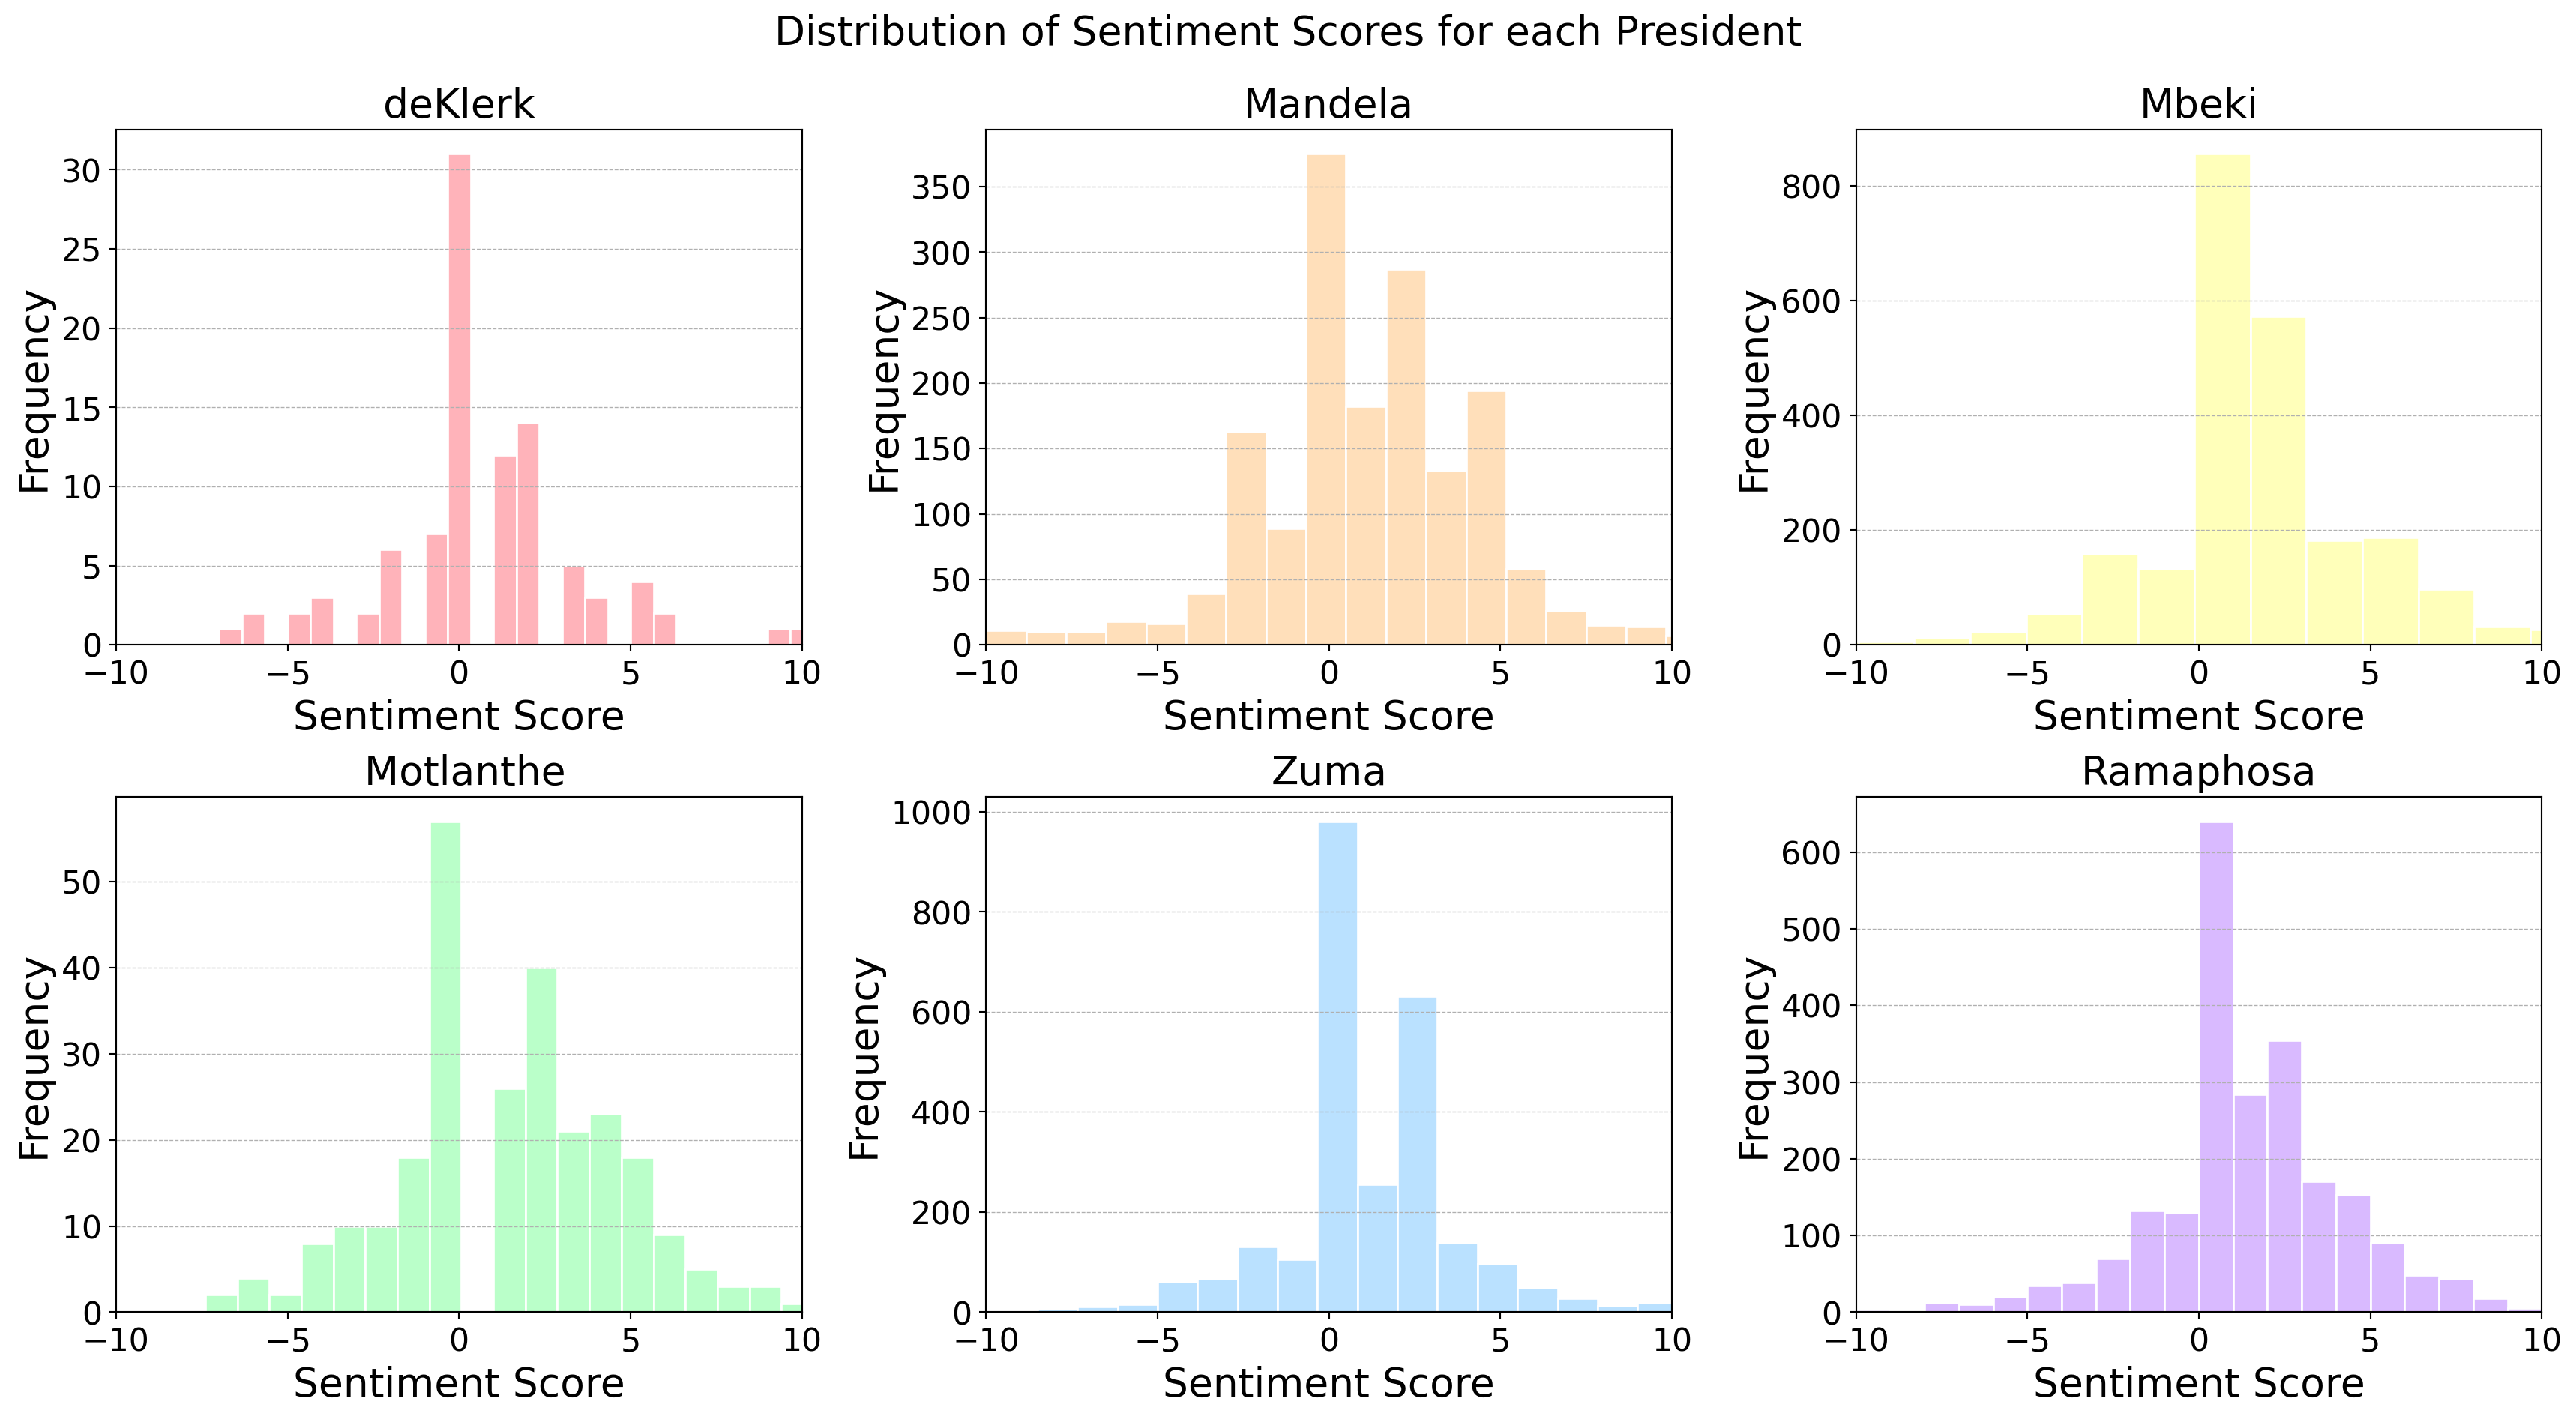 Distribution of Sentiment Scores for each President
deKlerk
Frequency
30
25
20
15
10
5
0
−10 −5 0 5 10
Sentiment Score
Mandela
Frequency
350
300
250
200
150
100
50
0
−10 −5 0 5 10
Sentiment Score
Mbeki
Frequency
800
600
400
200
0
−10 −5 0 5 10
Sentiment Score
Motlanthe
Frequency
50
40
30
20
10
0
−10 −5 0 5 10
Sentiment Score
Zuma
Frequency
1000
800
600
400
200
0
−10 −5 0 5 10
Sentiment Score
Ramaphosa
Frequency
600
500
400
300
200
100
0
−10 −5 0 5 10
Sentiment Score